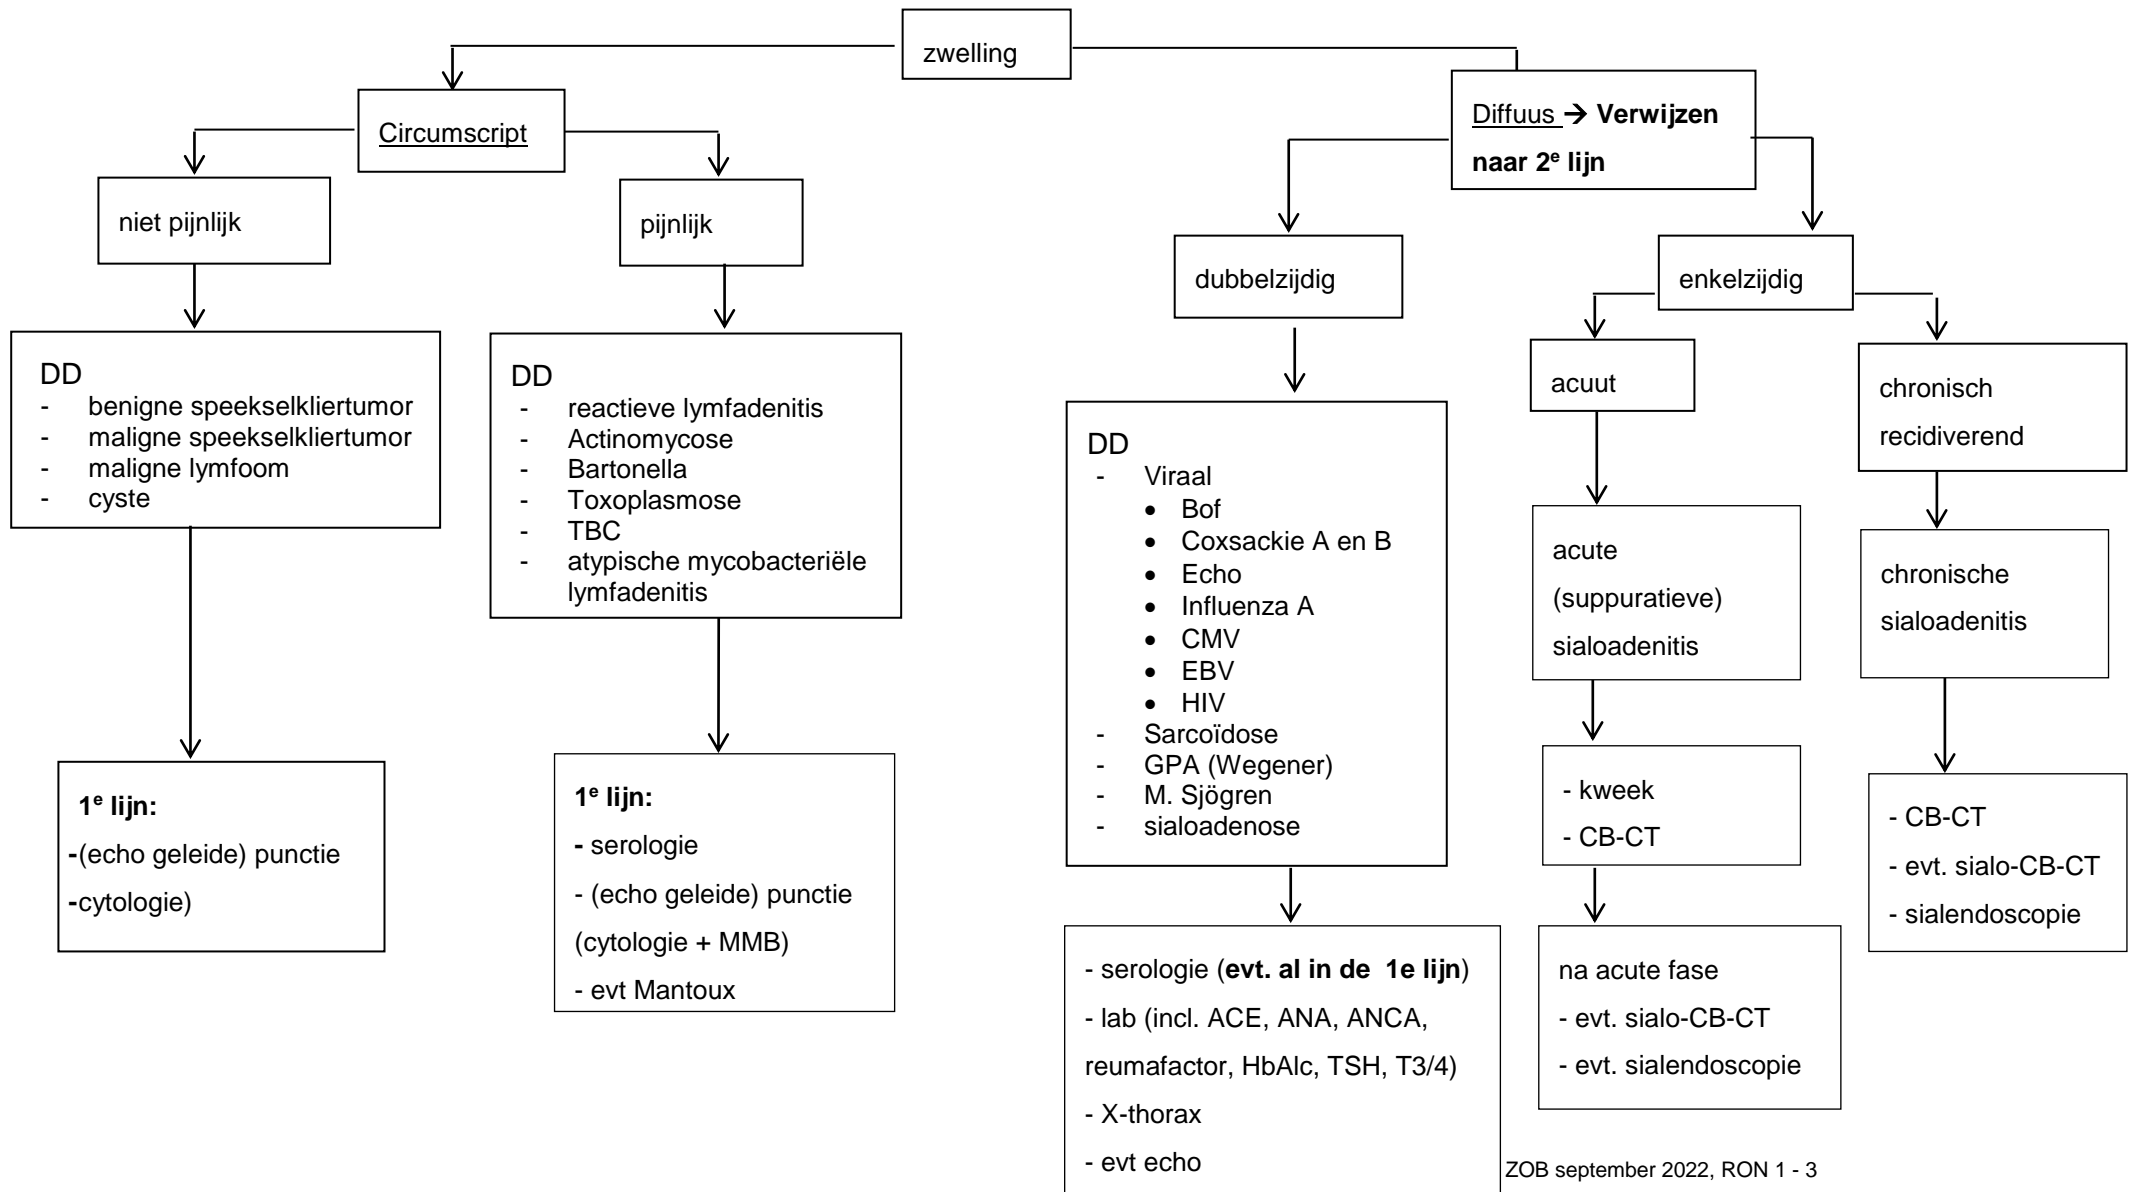 zwelling
Circumscript
Diffuus → Verwijzen
naar 2e lijn
niet pijnlijk
pijnlijk
dubbelzijdig
enkelzijdig
DD
- benigne speekselkliertumor
- maligne speekselkliertumor
- maligne lymfoom
- cyste
DD
- reactieve lymfadenitis
- Actinomycose
- Bartonella
- Toxoplasmose
- TBC
- atypische mycobacteriële
lymfadenitis
DD
- Viraal
• Bof
• Coxsackie A en B
• Echo
• Influenza A
• CMV
• EBV
• HIV
- Sarcoïdose
- GPA (Wegener)
- M. Sjögren
- sialoadenose
acuut
chronisch
recidiverend
acute
(suppuratieve)
sialoadenitis
chronische
sialoadenitis
1e lijn:
-(echo geleide) punctie
-cytologie)
1e lijn:
- serologie
- (echo geleide) punctie
(cytologie + MMB)
- evt Mantoux
- kweek
- CB-CT
- CB-CT
- evt. sialo-CB-CT
- sialendoscopie
- serologie (evt. al in de 1e lijn)
- lab (incl. ACE, ANA, ANCA,
reumafactor, HbAlc, TSH, T3/4)
- X-thorax
- evt echo
na acute fase
- evt. sialo-CB-CT
- evt. sialendoscopie
ZOB september 2022, RON 1 - 3